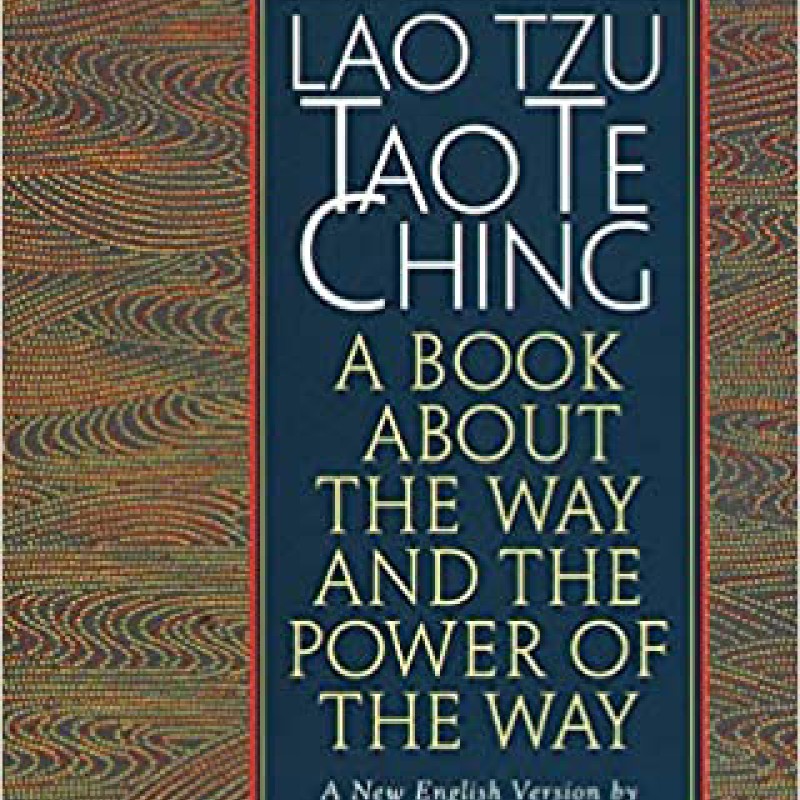 LAO TZU
TAO TE
CHING
A BOOK
ABOUT
THE WAY
AND THE
POWER OF
THE WAY
A New English Version by